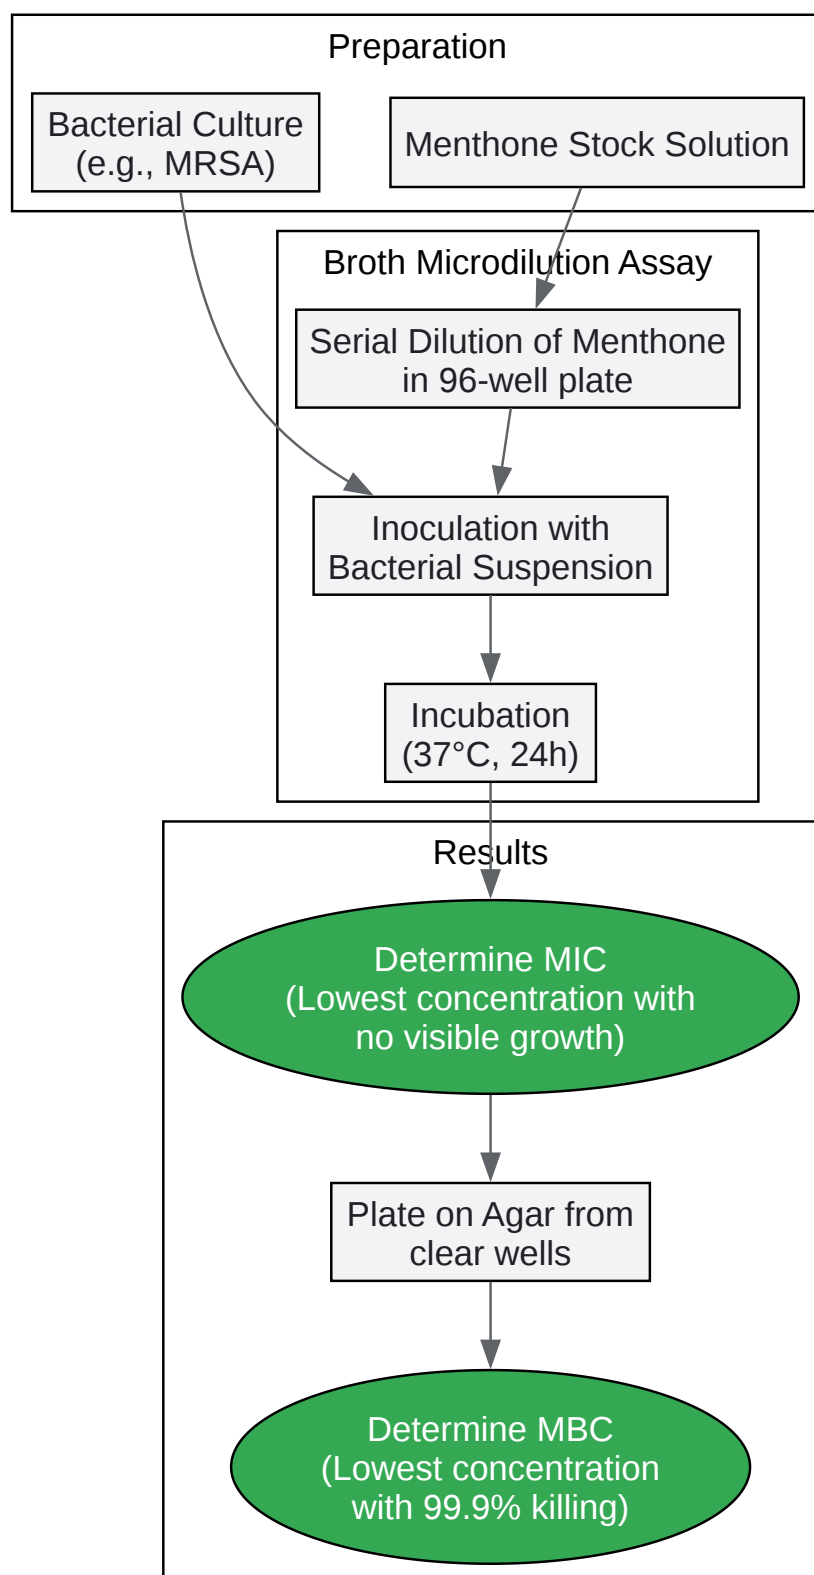 Preparation
Bacterial Culture
(e.g., MRSA)
Menthone Stock Solution
Broth Microdilution Assay
Serial Dilution of Menthone
in 96-well plate
Inoculation with
Bacterial Suspension
Incubation
(37°C, 24h)
Results
Determine MIC
(Lowest concentration with
no visible growth)
Plate on Agar from
clear wells
Determine MBC
(Lowest concentration
with 99.9% killing)